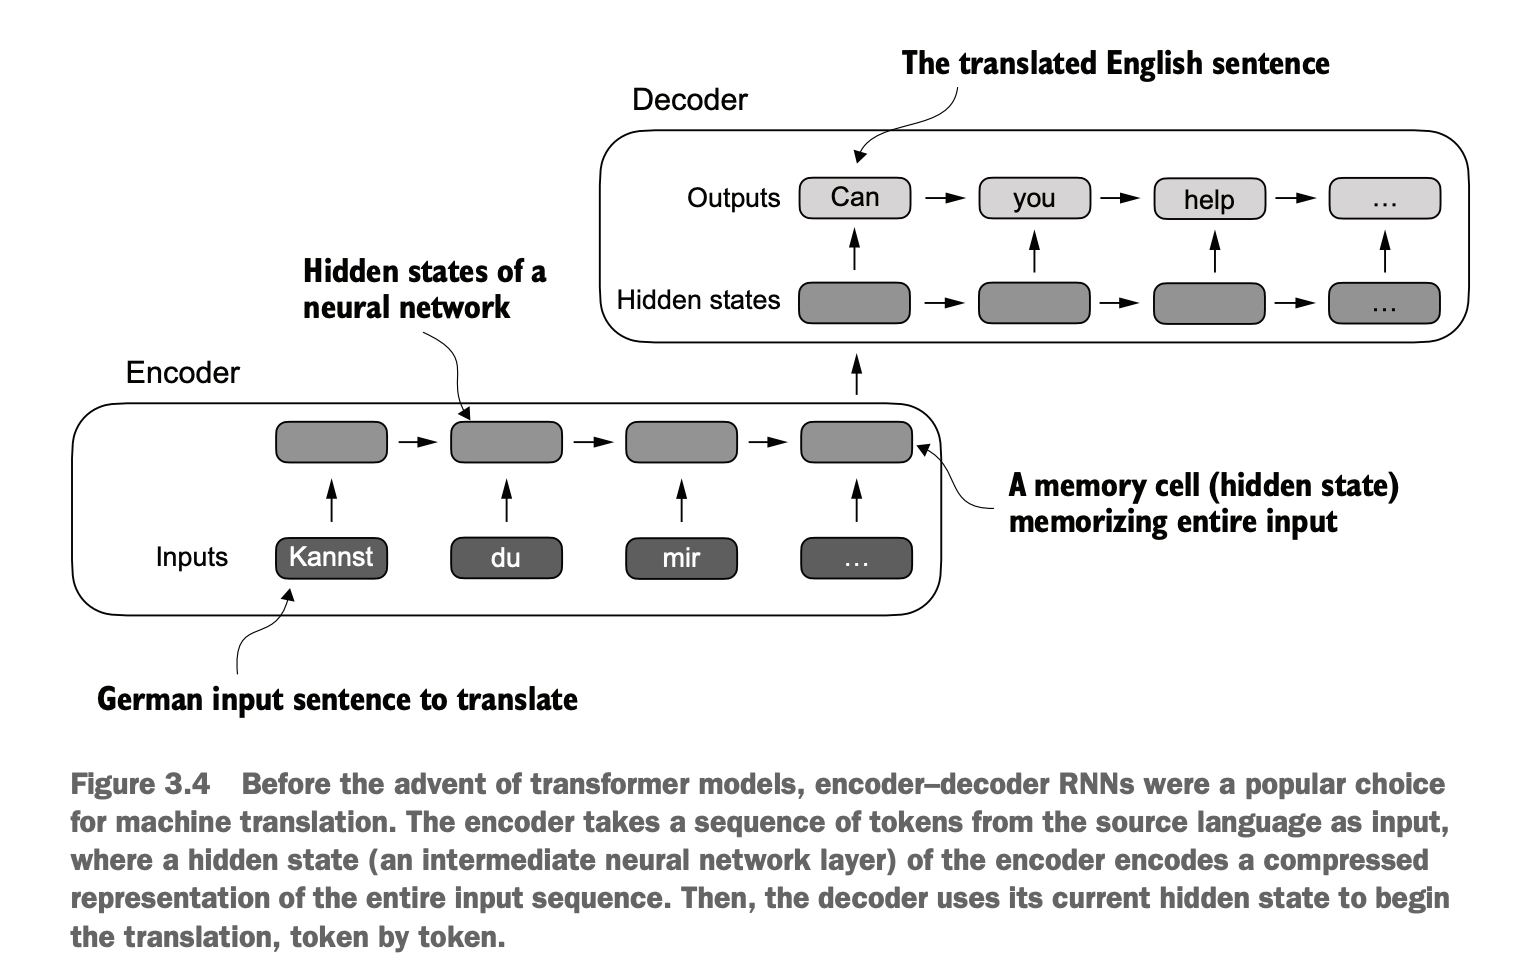 The translated English sentence
Decoder
Outputs Can you help ...
Hidden states of a
neural network
Hidden states ...
Encoder
A memory cell (hidden state)
memorizing entire input
Inputs Kannst du mir ...
German input sentence to translate
Figure 3.4 Before the advent of transformer models, encoder–decoder RNNs were a popular choice
for machine translation. The encoder takes a sequence of tokens from the source language as input,
where a hidden state (an intermediate neural network layer) of the encoder encodes a compressed
representation of the entire input sequence. Then, the decoder uses its current hidden state to begin
the translation, token by token.